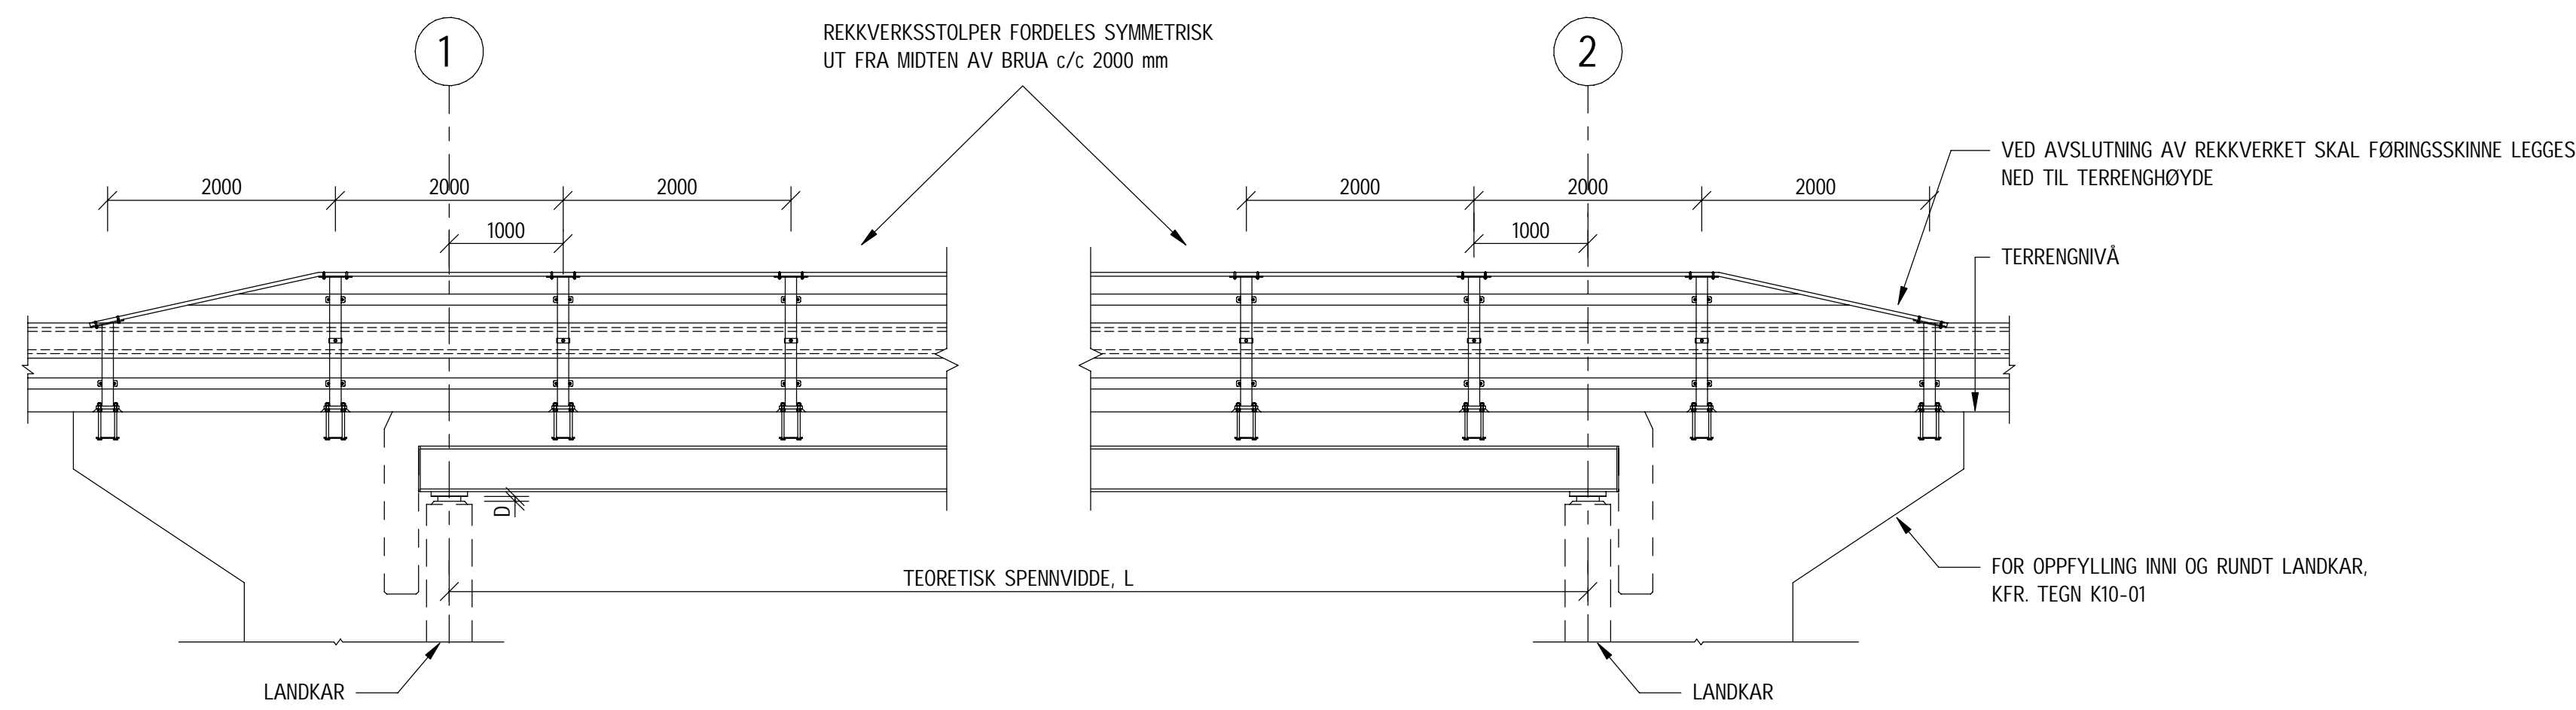 1
REKKVERKSSTOLPER FORDELES SYMMETRISK
UT FRA MIDTEN AV BRUA c/c 2000 mm
2
VED AVSLUTNING AV REKKVERKET SKAL FØRINGSSKINNE LEGGES
NED TIL TERRENGHØYDE
2000
2000
2000
2000
2000
2000
1000
1000
TERRENGNIVÅ
D
TEORETISK SPENNVIDDE, L
FOR OPPFYLLING INNI OG RUNDT LANDKAR,
KFR. TEGN K10-01
LANDKAR
LANDKAR